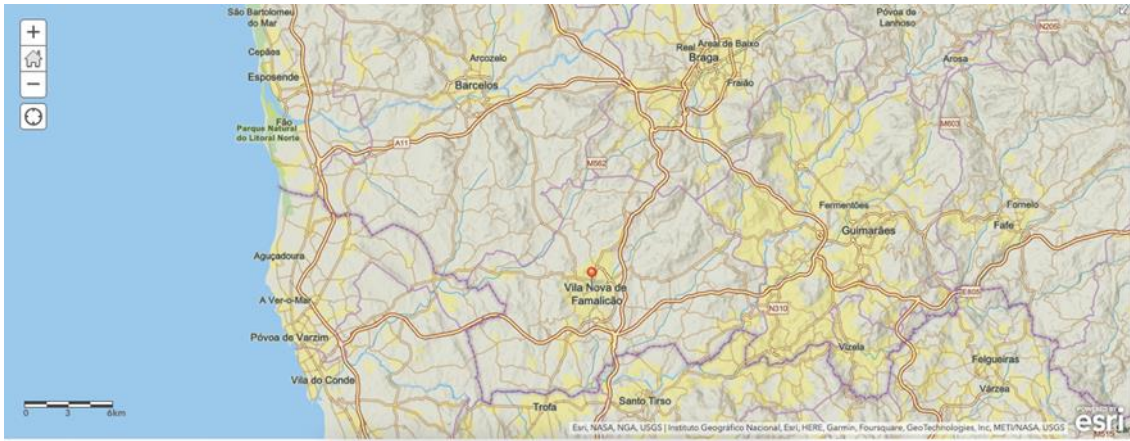 São Bartolomeu
do Mar
Póvoa de
Lanhoso
N205
+
Cepães
Arcozelo
Real
Areal de Baixo
Braga
Arosa
Esposende
Barcelos
Fraião
−
Fão
Parque Natural
do Litoral Norte
A11
M603
M562
Fermentões
Fornelo
Guimarães
Fafe
Aguçadoura
Vila Nova de
Famalicão
A Ver-o-Mar
E805
N310
Póvoa de Varzim
Vizela
Felgueiras
Vila do Conde
Várzea
Trofa
Santo Tirso
0 3 6km
Esri, NASA, NGA, USGS | Instituto Geográfico Nacional, Esri, HERE, Garmin, Foursquare, GeoTechnologies, Inc, METI/NASA, USGS
POWERED BY
esri